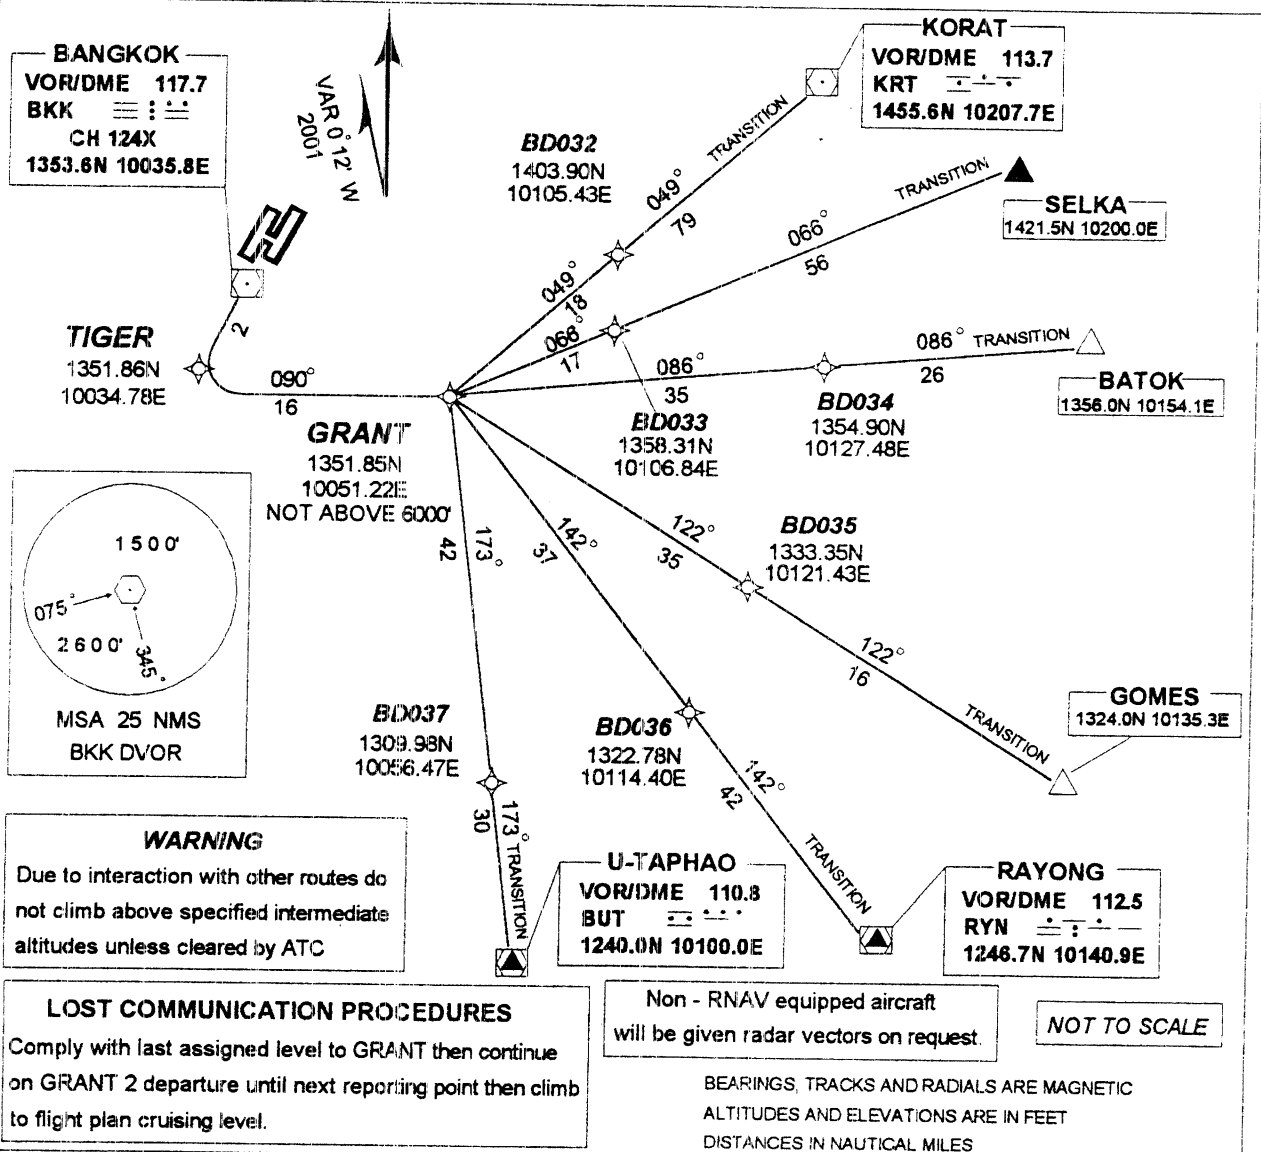 BANGKOK
VOR/DME 117.7
BKK
CH 124X
1353.6N 10035.8E
VAR 0°12' W
2001
KORAT
VOR/DME 113.7
KRT
1455.6N 10207.7E
BD032
1403.90N
10105.43E
TRANSITION
049°
79
TRANSITION
SELKA
1421.5N 10200.0E
066°
56
049°
18
066°
17
2
TIGER
1351.86N
10034.78E
090°
16
086°
35
086° TRANSITION
26
BATOK
1356.0N 10154.1E
GRANT
1351.85N
10051.22E
NOT ABOVE 6000'
BD033
1358.31N
10106.84E
BD034
1354.90N
10127.48E
1500'
075°
2600'
345°
MSA 25 NMS
BKK DVOR
173°
42
142°
37
122°
35
BD035
1333.35N
10121.43E
122°
16
TRANSITION
GOMES
1324.0N 10135.3E
BD037
1309.98N
10056.47E
BD036
1322.78N
10114.40E
173° TRANSITION
30
142°
42
TRANSITION
WARNING
Due to interaction with other routes do
not climb above specified intermediate
altitudes unless cleared by ATC
U-TAPHAO
VOR/DME 110.8
BUT
1240.0N 10100.0E
RAYONG
VOR/DME 112.5
RYN
1246.7N 10140.9E
LOST COMMUNICATION PROCEDURES
Comply with last assigned level to GRANT then continue
on GRANT 2 departure until next reporting point then climb
to flight plan cruising level.
Non - RNAV equipped aircraft
will be given radar vectors on request.
NOT TO SCALE
BEARINGS, TRACKS AND RADIALS ARE MAGNETIC
ALTITUDES AND ELEVATIONS ARE IN FEET
DISTANCES IN NAUTICAL MILES